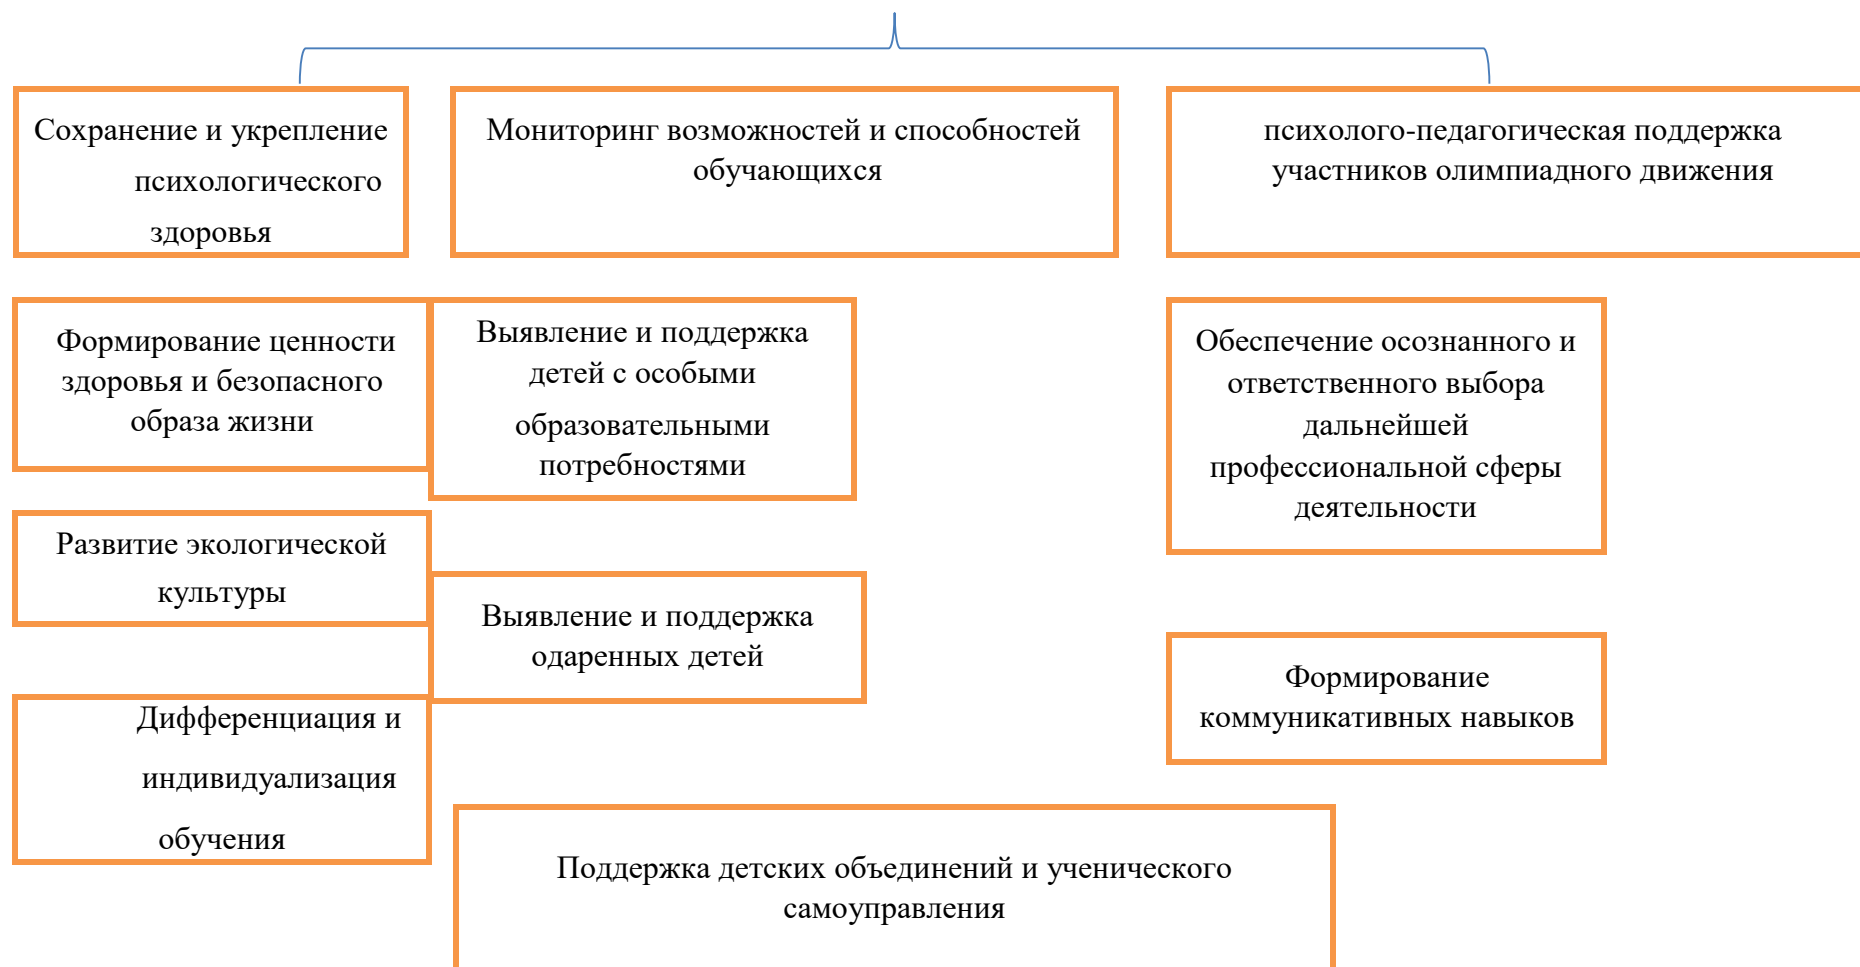 Сохранение и укрепление
психологического
здоровья
Мониторинг возможностей и способностей
обучающихся
психолого-педагогическая поддержка
участников олимпиадного движения
Формирование ценности
здоровья и безопасного
образа жизни
Выявление и поддержка
детей с особыми
образовательными
потребностями
Обеспечение осознанного и
ответственного выбора
дальнейшей
профессиональной сферы
деятельности
Развитие экологической
культуры
Выявление и поддержка
одаренных детей
Формирование
коммуникативных навыков
Дифференциация и
индивидуализация
обучения
Поддержка детских объединений и ученического
самоуправления